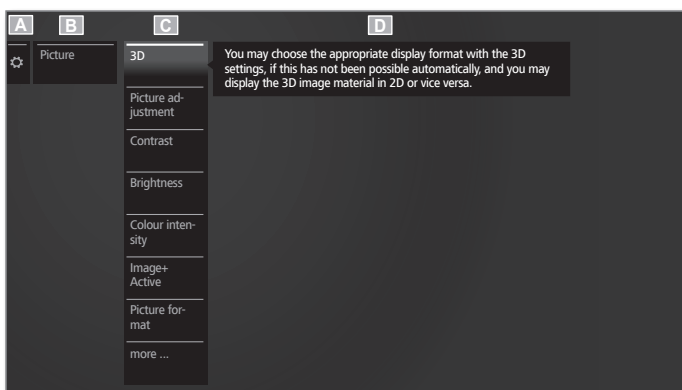 A B C D
Picture
3D
You may choose the appropriate display format with the 3D
settings, if this has not been possible automatically, and you may
display the 3D image material in 2D or vice versa.
Picture ad-
justment
Contrast
Brightness
Colour inten-
sity
Image+
Active
Picture for-
mat
more ...